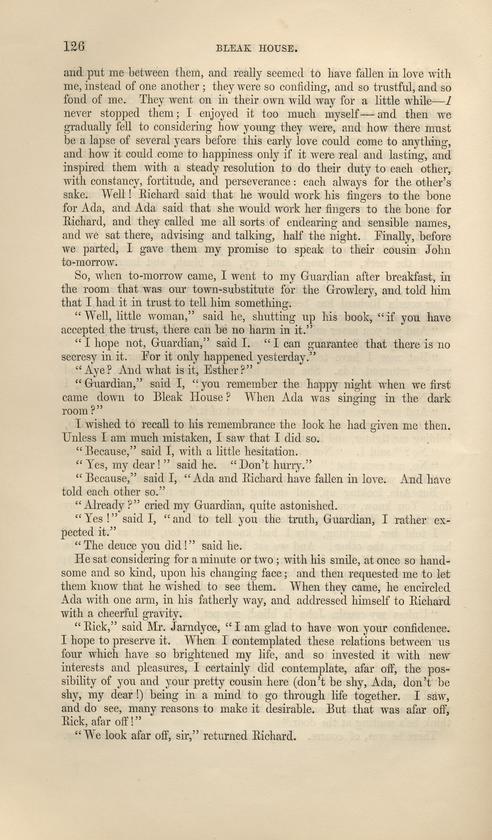 126 BLEAK HOUSE.
and put me between them, and really seemed to have fallen in love with
me, instead of one another; they were so confiding, and so trustful, and so
fond of me. They went on in their own wild way for a little while—I
never stopped them; I enjoyed it too much myself—and then we
gradually fell to considering how young they were, and how there must
be a lapse of several years before this early love could come to anything,
and how it could come to happiness only if it were real and lasting, and
inspired them with a steady resolution to do their duty to each other,
with constancy, fortitude, and perseverance: each always for the other's
sake. Well! Richard said that he would work his fingers to the bone
for Ada, and Ada said that she would work her fingers to the bone for
Richard, and they called me all sorts of endearing and sensible names,
and we sat there, advising and talking, half the night. Finally, before
we parted, I gave them my promise to speak to their cousin John
to-morrow.
So, when to-morrow came, I went to my Guardian after breakfast, in
the room that was our town-substitute for the Growlery, and told him
that I had it in trust to tell him something.
"Well, little woman," said he, shutting up his book, "if you have
accepted the trust, there can be no harm in it."
"I hope not, Guardian," said I. "I can guarantee that there is no
secresy in it. For it only happened yesterday."
"Aye? And what is it, Esther?"
"Guardian," said I, "you remember the happy night when we first
came down to Bleak House? When Ada was singing in the dark
room?"
I wished to recall to his remembrance the look he had given me then.
Unless I am much mistaken, I saw that I did so.
"Because," said I, with a little hesitation.
"Yes, my dear!" said he. "Don't hurry."
"Because," said I, "Ada and Richard have fallen in love. And have
told each other so."
"Already?" cried my Guardian, quite astonished.
"Yes!" said I, "and to tell you the truth, Guardian, I rather ex-
pected it."
"The deuce you did!" said he.
He sat considering for a minute or two; with his smile, at once so hand-
some and so kind, upon his changing face; and then requested me to let
them know that he wished to see them. When they came, he encircled
Ada with one arm, in his fatherly way, and addressed himself to Richard
with a cheerful gravity.
"Rick," said Mr. Jarndyce, "I am glad to have won your confidence.
I hope to preserve it. When I contemplated these relations between us
four which have so brightened my life, and so invested it with new
interests and pleasures, I certainly did contemplate, afar off, the pos-
sibility of you and your pretty cousin here (don't be shy, Ada, don't be
shy, my dear!) being in a mind to go through life together. I saw,
and do see, many reasons to make it desirable. But that was afar off,
Rick, afar off!"
"We look afar off, sir," returned Richard.